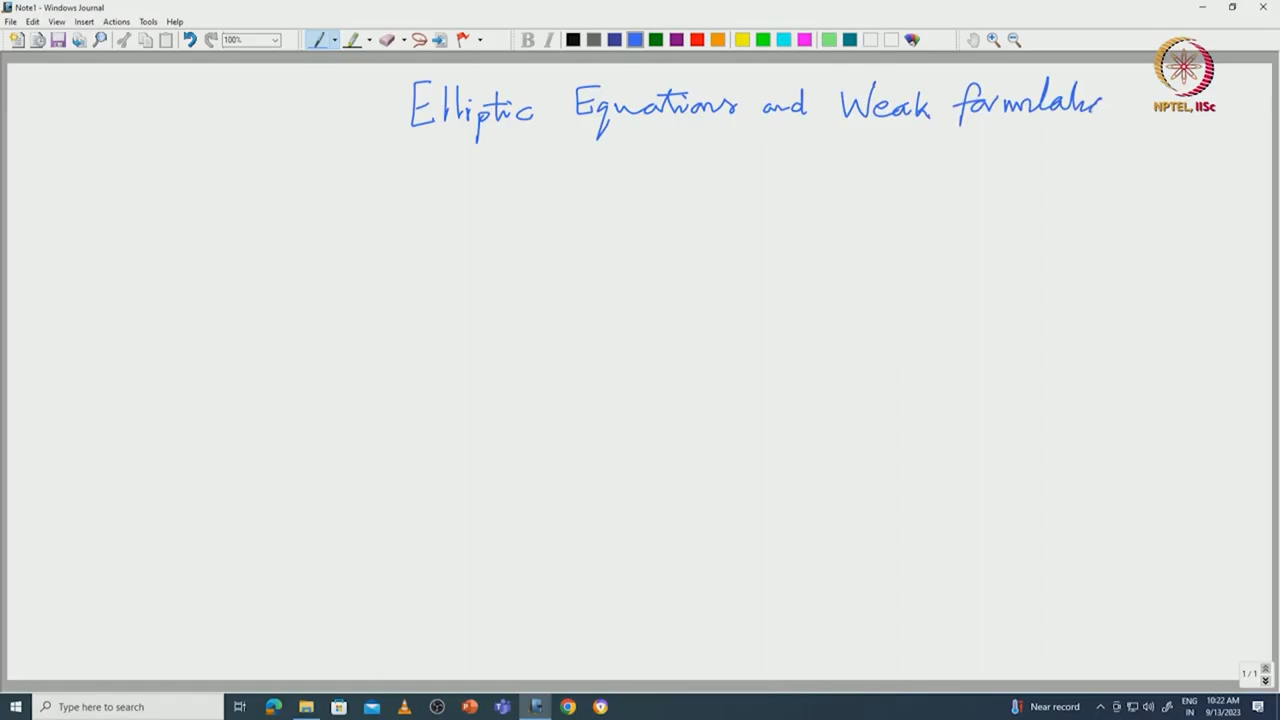 Note1 - Windows Journal
File Edit View Insert Actions Tools Help
100%
B I
Elliptic Equations and Weak
NPTEL, IISc
1/1
Type here to search
Near record
ENG
IN
10:22 AM
9/13/2023